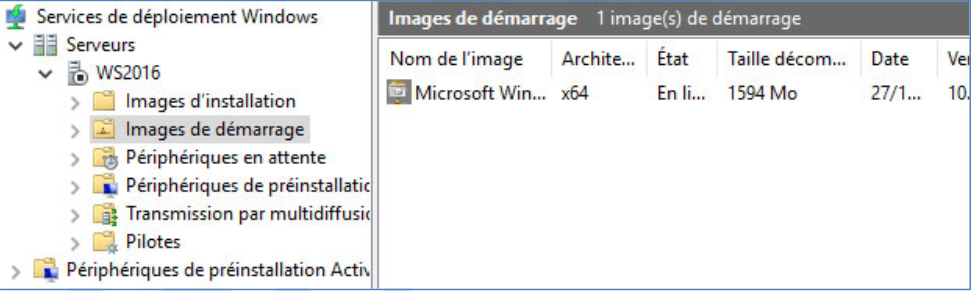 Services de déploiement Windows
Serveurs
WS2016
Images d'installation
Images de démarrage
Périphériques en attente
Périphériques de préinstallatic
Transmission par multidiffusic
Pilotes
Périphériques de préinstallation Activ
Images de démarrage 1 image(s) de démarrage
Nom de l'image Archite... État Taille décom... Date Ve
Microsoft Win... x64 En li... 1594 Mo 27/1... 10.